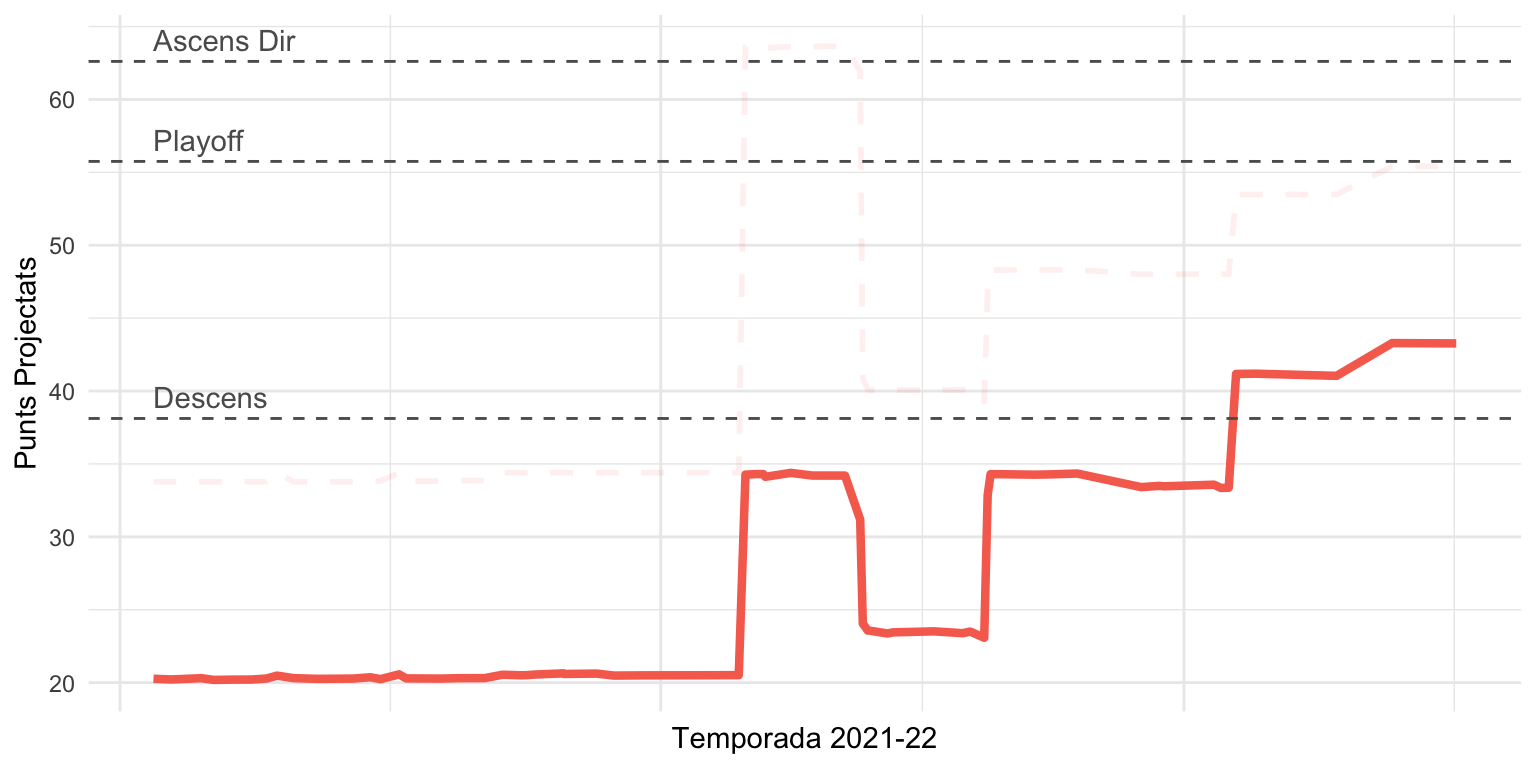 Ascens Dir
60
Playoff
50
40
Descens
30
20
Punts Projectats
Temporada 2021-22